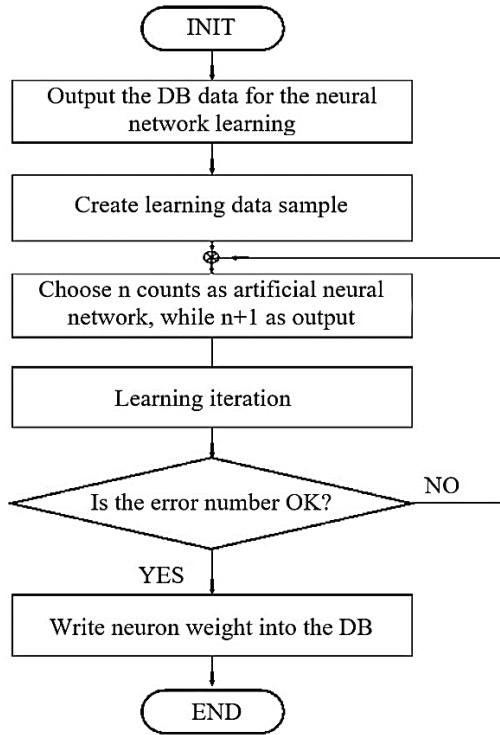 INIT
Output the DB data for the neural
network learning
Create learning data sample
Choose n counts as artificial neural
network, while n+1 as output
Learning iteration
Is the error number OK?
NO
YES
Write neuron weight into the DB
END